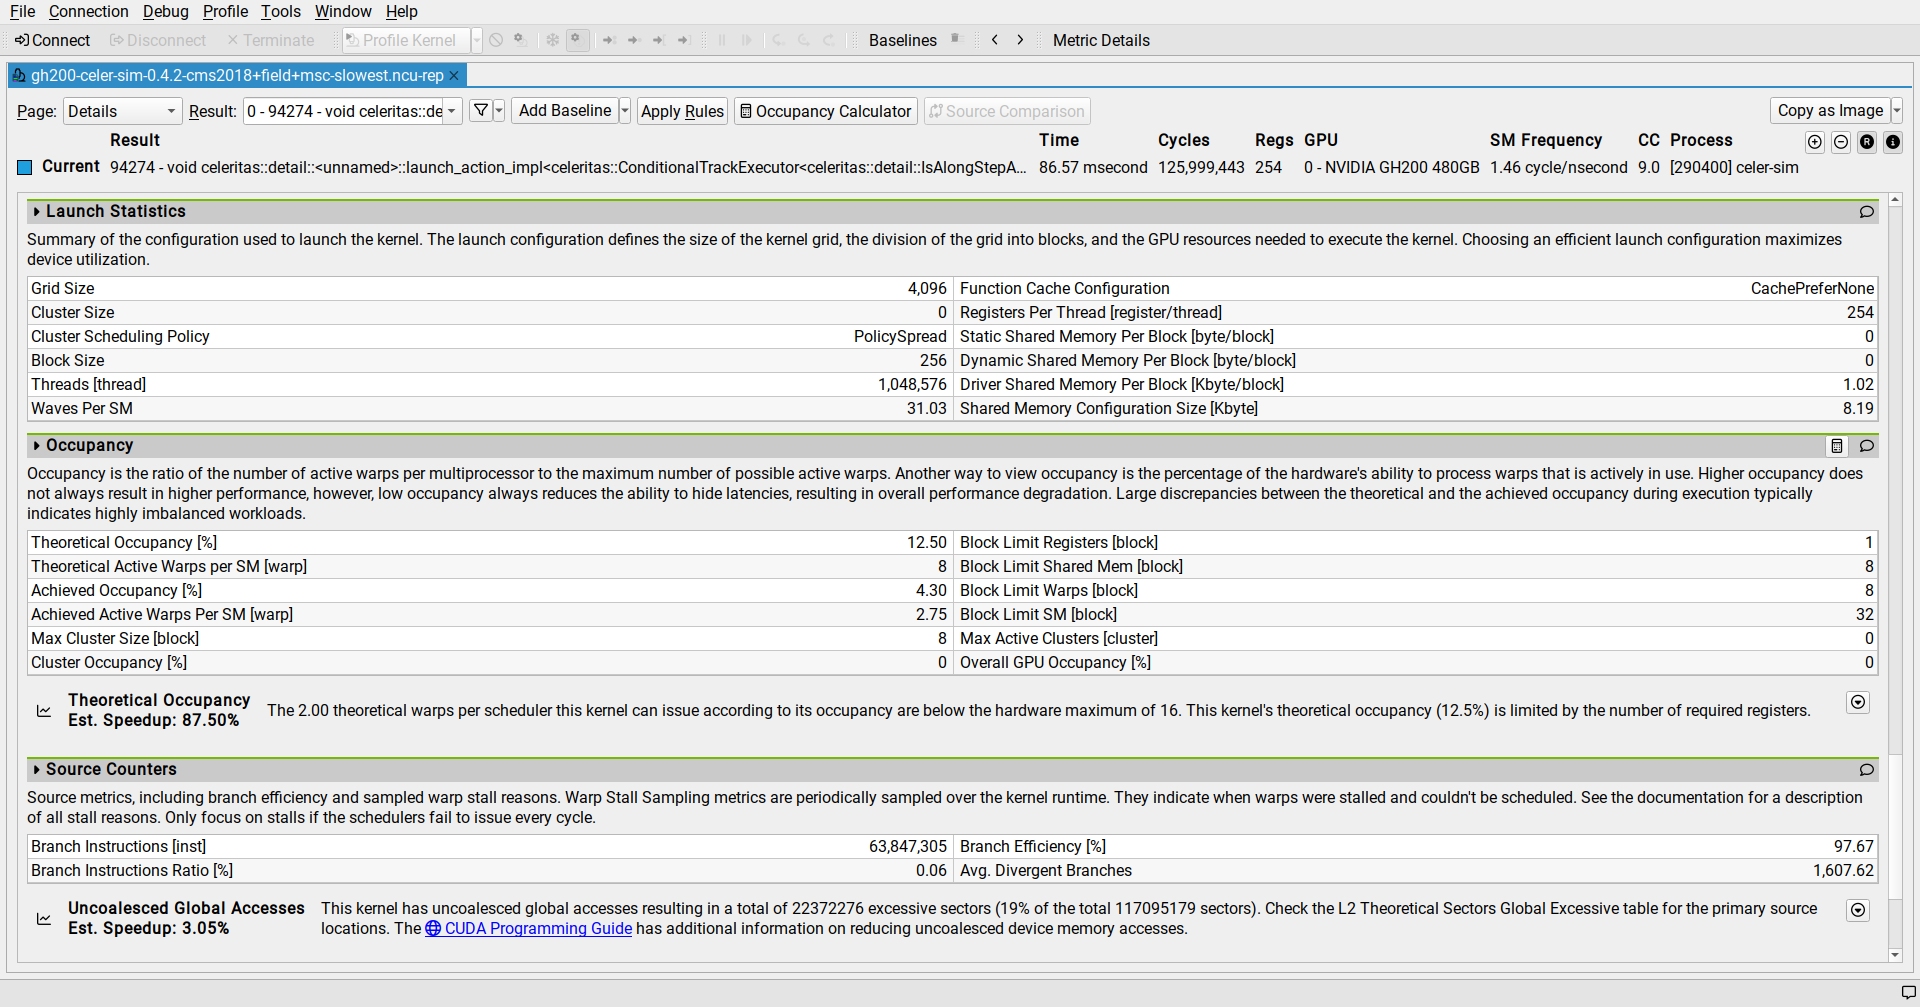 File Connection Debug Profile Tools Window Help
Connect Disconnect Terminate Profile Kernel Baselines Metric Details
gh200-celer-sim-0.4.2-cms2018+field+msc-slowest.ncu-rep
Page: Details Result: 0 - 94274 - void celeritas::de Add Baseline Apply Rules Occupancy Calculator Source Comparison Copy as Image
Result Time Cycles Regs GPU SM Frequency CC Process
Current 94274 - void celeritas::detail::<unnamed>::launch_action_impl<celeritas::ConditionalTrackExecutor<celeritas::detail::IsAlongStepA... 86.57 msecond 125,999,443 254 0 - NVIDIA GH200 480GB 1.46 cycle/nsecond 9.0 [290400] celer-sim
Launch Statistics
Summary of the configuration used to launch the kernel. The launch configuration defines the size of the kernel grid, the division of the grid into blocks, and the GPU resources needed to execute the kernel. Choosing an efficient launch configuration maximizes
device utilization.
Grid Size 4,096 Function Cache Configuration CachePreferNone
Cluster Size 0 Registers Per Thread [register/thread] 254
Cluster Scheduling Policy PolicySpread Static Shared Memory Per Block [byte/block] 0
Block Size 256 Dynamic Shared Memory Per Block [byte/block] 0
Threads [thread] 1,048,576 Driver Shared Memory Per Block [Kbyte/block] 1.02
Waves Per SM 31.03 Shared Memory Configuration Size [Kbyte] 8.19
Occupancy
Occupancy is the ratio of the number of active warps per multiprocessor to the maximum number of possible active warps. Another way to view occupancy is the percentage of the hardware's ability to process warps that is actively in use. Higher occupancy does
not always result in higher performance, however, low occupancy always reduces the ability to hide latencies, resulting in overall performance degradation. Large discrepancies between the theoretical and the achieved occupancy during execution typically
indicates highly imbalanced workloads.
Theoretical Occupancy [%] 12.50 Block Limit Registers [block] 1
Theoretical Active Warps per SM [warp] 8 Block Limit Shared Mem [block] 8
Achieved Occupancy [%] 4.30 Block Limit Warps [block] 8
Achieved Active Warps Per SM [warp] 2.75 Block Limit SM [block] 32
Max Cluster Size [block] 8 Max Active Clusters [cluster] 0
Cluster Occupancy [%] 0 Overall GPU Occupancy [%] 0
Theoretical Occupancy
Est. Speedup: 87.50%
The 2.00 theoretical warps per scheduler this kernel can issue according to its occupancy are below the hardware maximum of 16. This kernel's theoretical occupancy (12.5%) is limited by the number of required registers.
Source Counters
Source metrics, including branch efficiency and sampled warp stall reasons. Warp Stall Sampling metrics are periodically sampled over the kernel runtime. They indicate when warps were stalled and couldn't be scheduled. See the documentation for a description
of all stall reasons. Only focus on stalls if the schedulers fail to issue every cycle.
Branch Instructions [inst] 63,847,305 Branch Efficiency [%] 97.67
Branch Instructions Ratio [%] 0.06 Avg. Divergent Branches 1,607.62
Uncoalesced Global Accesses
Est. Speedup: 3.05%
This kernel has uncoalesced global accesses resulting in a total of 22372276 excessive sectors (19% of the total 117095179 sectors). Check the L2 Theoretical Sectors Global Excessive table for the primary source
locations. The CUDA Programming Guide has additional information on reducing uncoalesced device memory accesses.